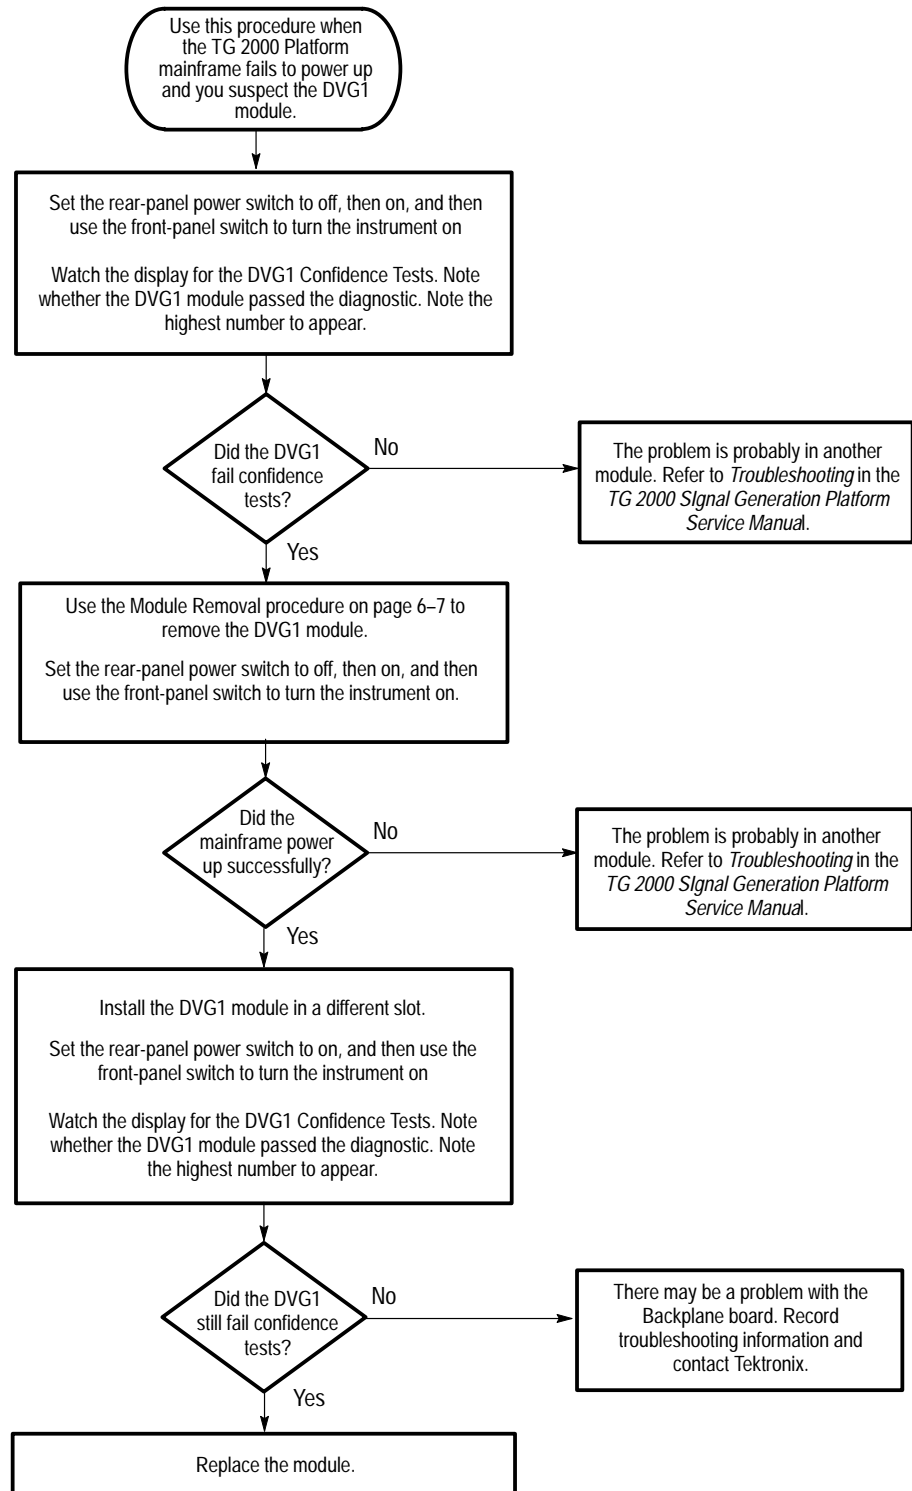 Use this procedure when
the TG 2000 Platform
mainframe fails to power up
and you suspect the DVG1
module.
Set the rear-panel power switch to off, then on, and then
use the front-panel switch to turn the instrument on
Watch the display for the DVG1 Confidence Tests. Note
whether the DVG1 module passed the diagnostic. Note the
highest number to appear.
Did the DVG1
fail confidence
tests?
No
The problem is probably in another
module. Refer to Troubleshooting in the
TG 2000 SIgnal Generation Platform
Service Manual.
Yes
Use the Module Removal procedure on page 6–7 to
remove the DVG1 module.
Set the rear-panel power switch to off, then on, and then
use the front-panel switch to turn the instrument on.
Did the
mainframe power
up successfully?
No
The problem is probably in another
module. Refer to Troubleshooting in the
TG 2000 SIgnal Generation Platform
Service Manual.
Yes
Install the DVG1 module in a different slot.
Set the rear-panel power switch to on, and then use the
front-panel switch to turn the instrument on
Watch the display for the DVG1 Confidence Tests. Note
whether the DVG1 module passed the diagnostic. Note
the highest number to appear.
Did the DVG1
still fail confidence
tests?
No
There may be a problem with the
Backplane board. Record
troubleshooting information and
contact Tektronix.
Yes
Replace the module.